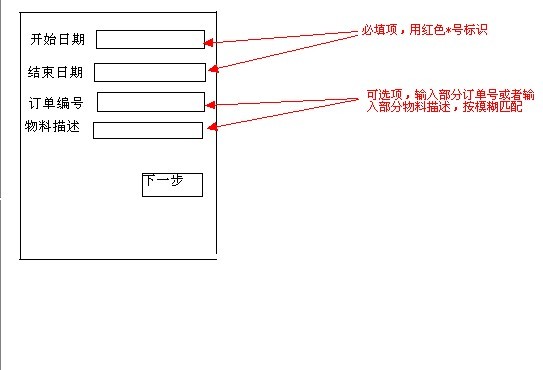 开始日期
结束日期
订单编号
物料描述
下一步
必填项，用红色*号标识
可选项，输入部分订单号或者输
入部分物料描述，按模糊匹配